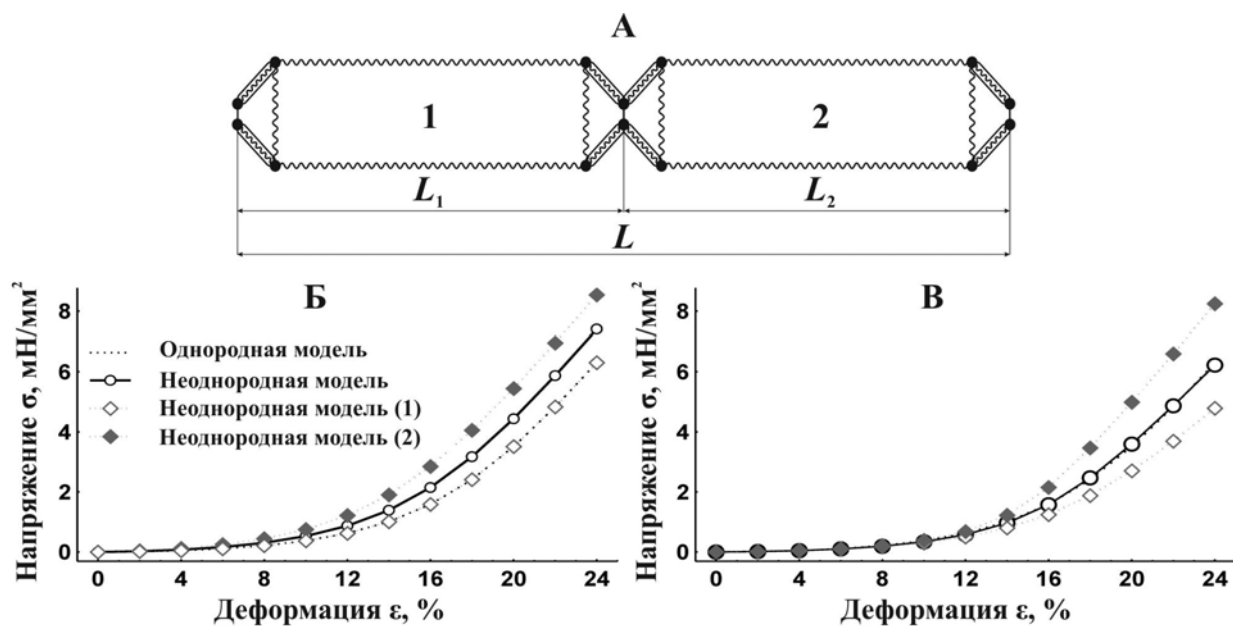 А
1
2
L₁
L₂
L
Б
Напряжение σ, мН/мм²
8
6
4
2
0
Однородная модель
Неоднородная модель
Неоднородная модель (1)
Неоднородная модель (2)
0 4 8 12 16 20 24
Деформация ε, %
В
Напряжение σ, мН/мм²
8
6
4
2
0
0 4 8 12 16 20 24
Деформация ε, %